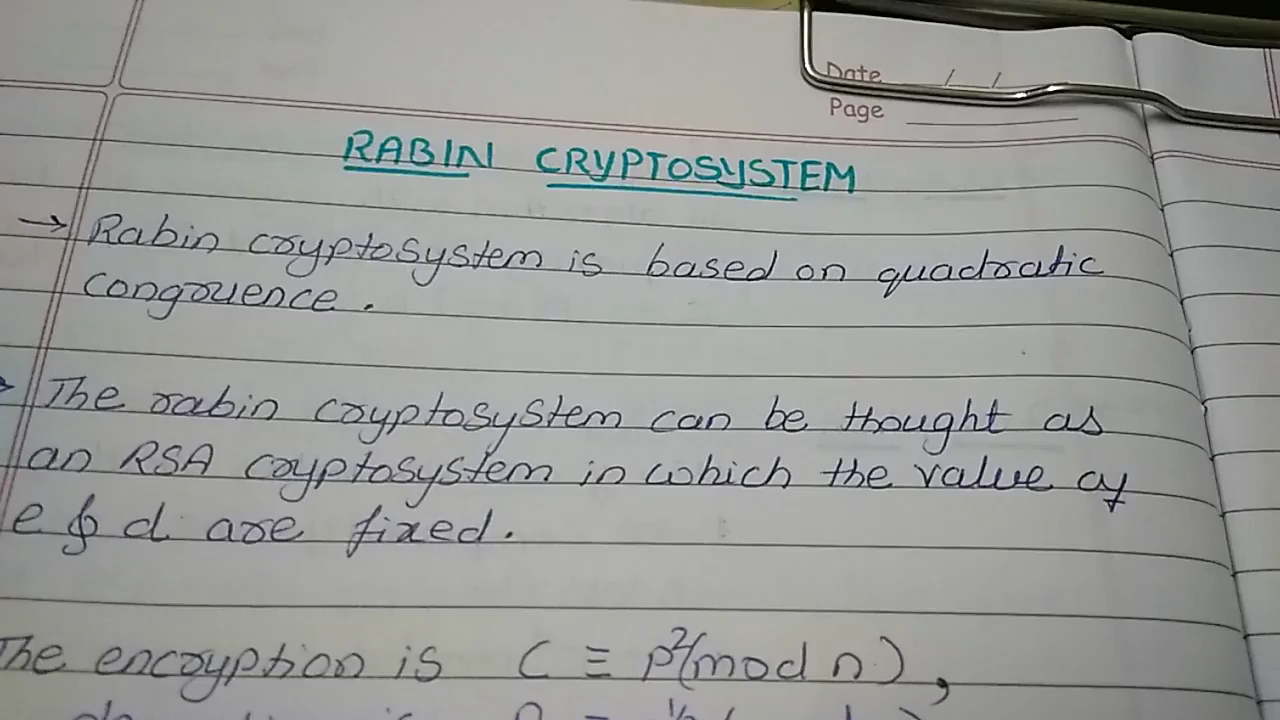 Date / /
Page
RABIN CRYPTOSYSTEM
→ Rabin cryptosystem is based on quadratic
congruence.
The rabin cryptosystem can be thought as
an RSA cryptosystem in which the value of
e & d are fixed.
The encryption is C ≡ P²(mod n),